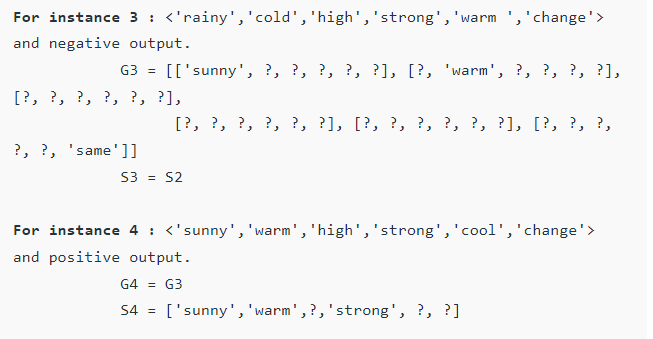 For instance 3 : <'rainy','cold','high','strong','warm ','change'>
and negative output.
G3 = [['sunny', ?, ?, ?, ?, ?], [?, 'warm', ?, ?, ?, ?],
[?, ?, ?, ?, ?, ?],
[?, ?, ?, ?, ?, ?], [?, ?, ?, ?, ?, ?], [?, ?, ?,
?, ?, 'same']]
S3 = S2
For instance 4 : <'sunny','warm','high','strong','cool','change'>
and positive output.
G4 = G3
S4 = ['sunny','warm',?,'strong', ?, ?]